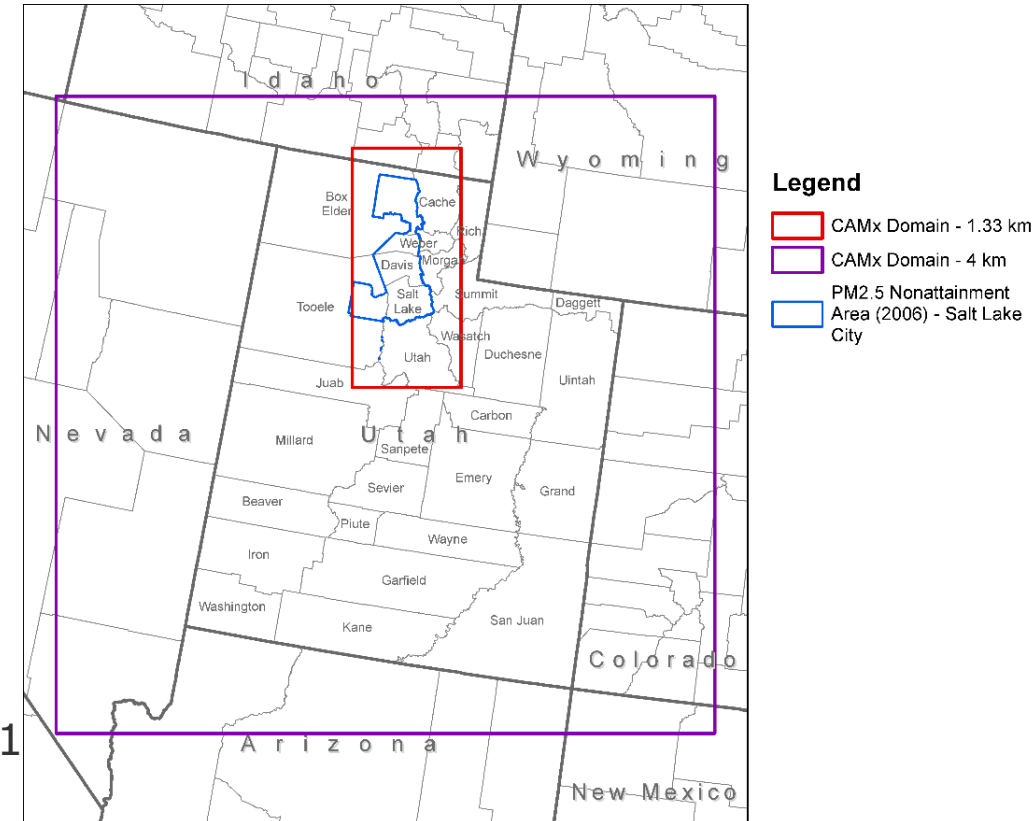 Idaho
Wyoming
Box
Elder
Cache
Rich
Weber
Morgan
Davis
Salt
Lake
Summit
Daggett
Tooele
Wasatch
Utah
Duchesne
Uintah
Juab
Carbon
Nevada
Utah
Millard
Sanpete
Emery
Sevier
Grand
Beaver
Piute
Wayne
Iron
Garfield
Washington
Kane
San Juan
Colorado
1
Arizona
New Mexico
Legend
CAMx Domain - 1.33 km
CAMx Domain - 4 km
PM2.5 Nonattainment
Area (2006) - Salt Lake
City